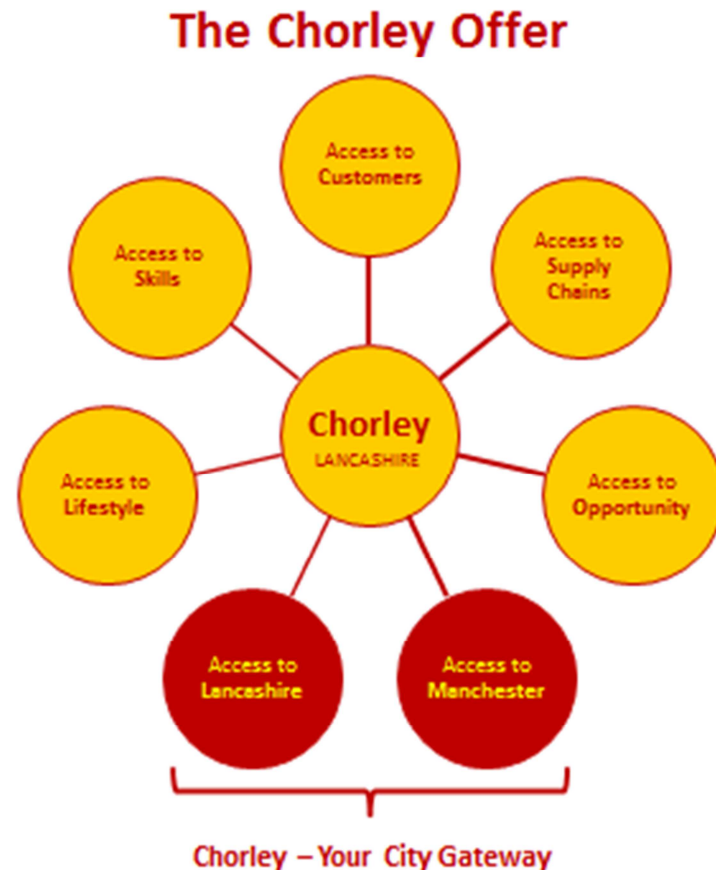 The Chorley Offer
Access to
Customers
Access to
Skills
Access to
Supply
Chains
Chorley
LANCASHIRE
Access to
Lifestyle
Access to
Opportunity
Access to
Lancashire
Access to
Manchester
Chorley – Your City Gateway